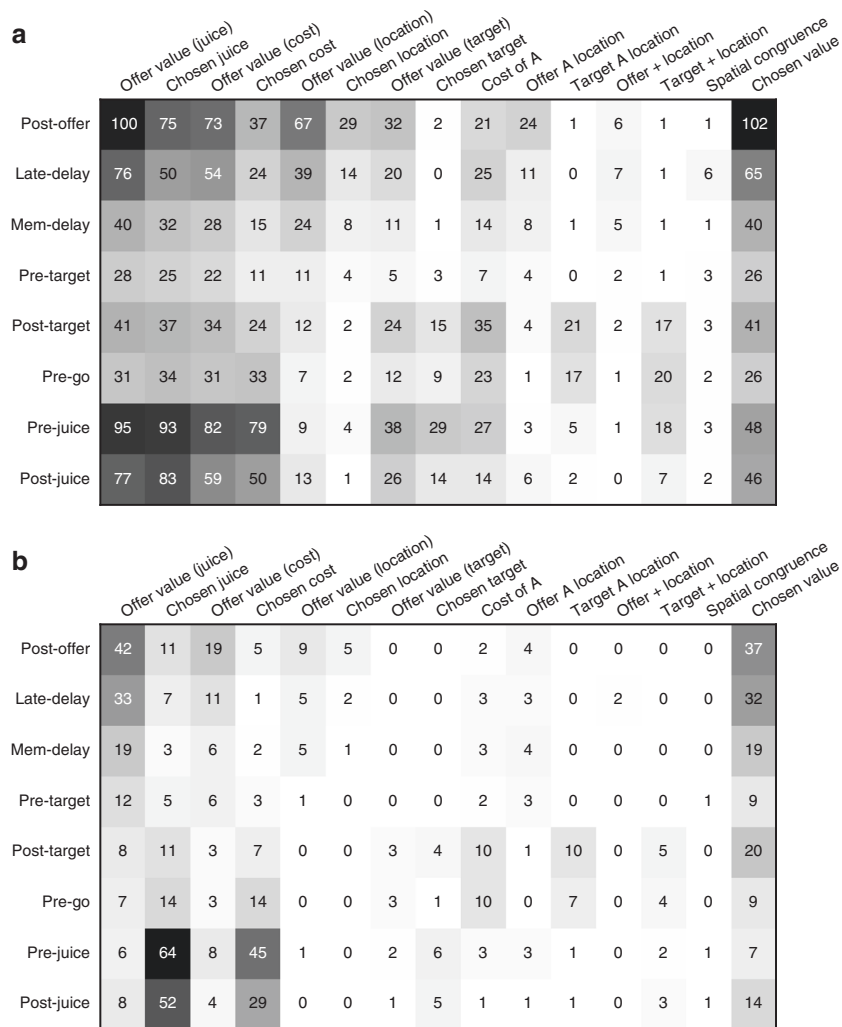 a
Offer value (juice) Chosen juice Offer value (cost) Chosen cost Offer value (location) Chosen location Offer value (target) Chosen target Cost of A Offer A location Target A location Offer + location Target + location Spatial congruence Chosen value
Post-offer 100 75 73 37 67 29 32 2 21 24 1 6 1 1 102
Late-delay 76 50 54 24 39 14 20 0 25 11 0 7 1 6 65
Mem-delay 40 32 28 15 24 8 11 1 14 8 1 5 1 1 40
Pre-target 28 25 22 11 11 4 5 3 7 4 0 2 1 3 26
Post-target 41 37 34 24 12 2 24 15 35 4 21 2 17 3 41
Pre-go 31 34 31 33 7 2 12 9 23 1 17 1 20 2 26
Pre-juice 95 93 82 79 9 4 38 29 27 3 5 1 18 3 48
Post-juice 77 83 59 50 13 1 26 14 14 6 2 0 7 2 46
b
Offer value (juice) Chosen juice Offer value (cost) Chosen cost Offer value (location) Chosen location Offer value (target) Chosen target Cost of A Offer A location Target A location Offer + location Target + location Spatial congruence Chosen value
Post-offer 42 11 19 5 9 5 0 0 2 4 0 0 0 0 37
Late-delay 33 7 11 1 5 2 0 0 3 3 0 2 0 0 32
Mem-delay 19 3 6 2 5 1 0 0 3 4 0 0 0 0 19
Pre-target 12 5 6 3 1 0 0 0 2 3 0 0 0 1 9
Post-target 8 11 3 7 0 0 3 4 10 1 10 0 5 0 20
Pre-go 7 14 3 14 0 0 3 1 10 0 7 0 4 0 9
Pre-juice 6 64 8 45 1 0 2 6 3 3 1 0 2 1 7
Post-juice 8 52 4 29 0 0 1 5 1 1 1 0 3 1 14